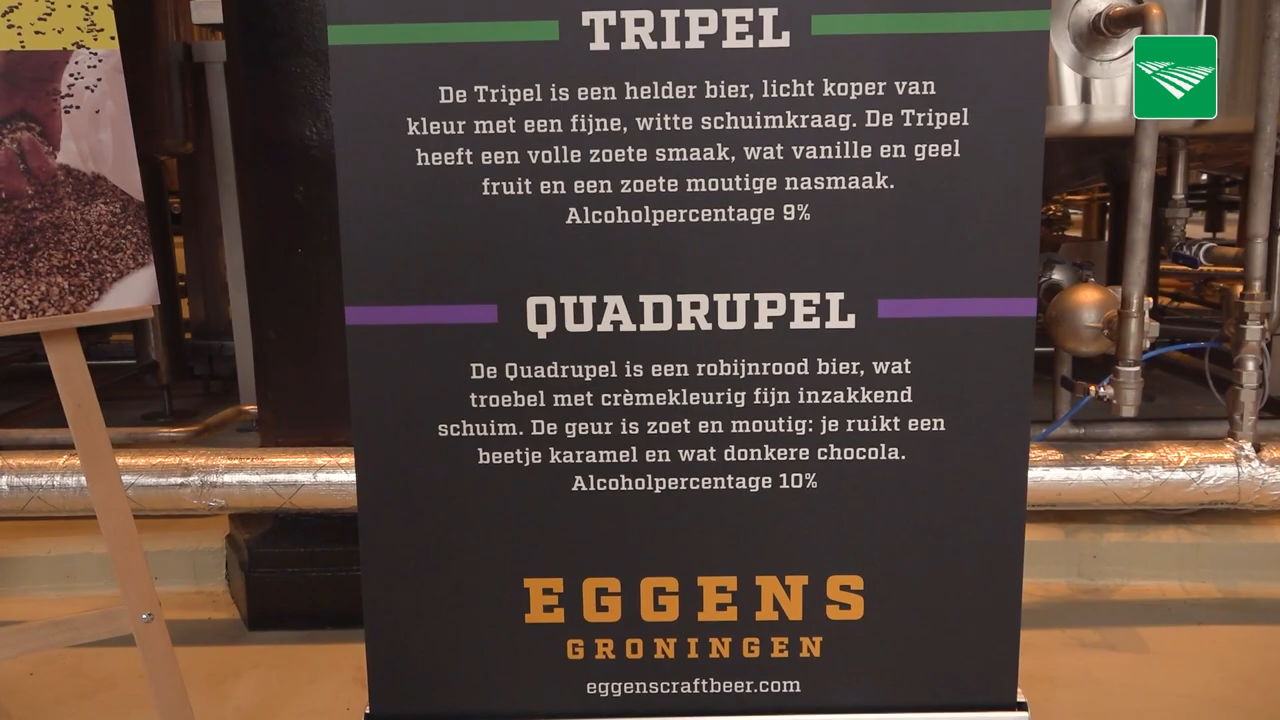 TRIPEL
De Tripel is een helder bier, licht koper van
kleur met een fijne, witte schuimkraag. De Tripel
heeft een volle zoete smaak, wat vanille en geel
fruit en een zoete moutige nasmaak.
Alcoholpercentage 9%
QUADRUPEL
De Quadrupel is een robijnrood bier, wat
troebel met crèmekleurig fijn inzakkend
schuim. De geur is zoet en moutig: je ruikt een
beetje karamel en wat donkere chocola.
Alcoholpercentage 10%
EGGENS
GRONINGEN
eggenscraftbeer.com